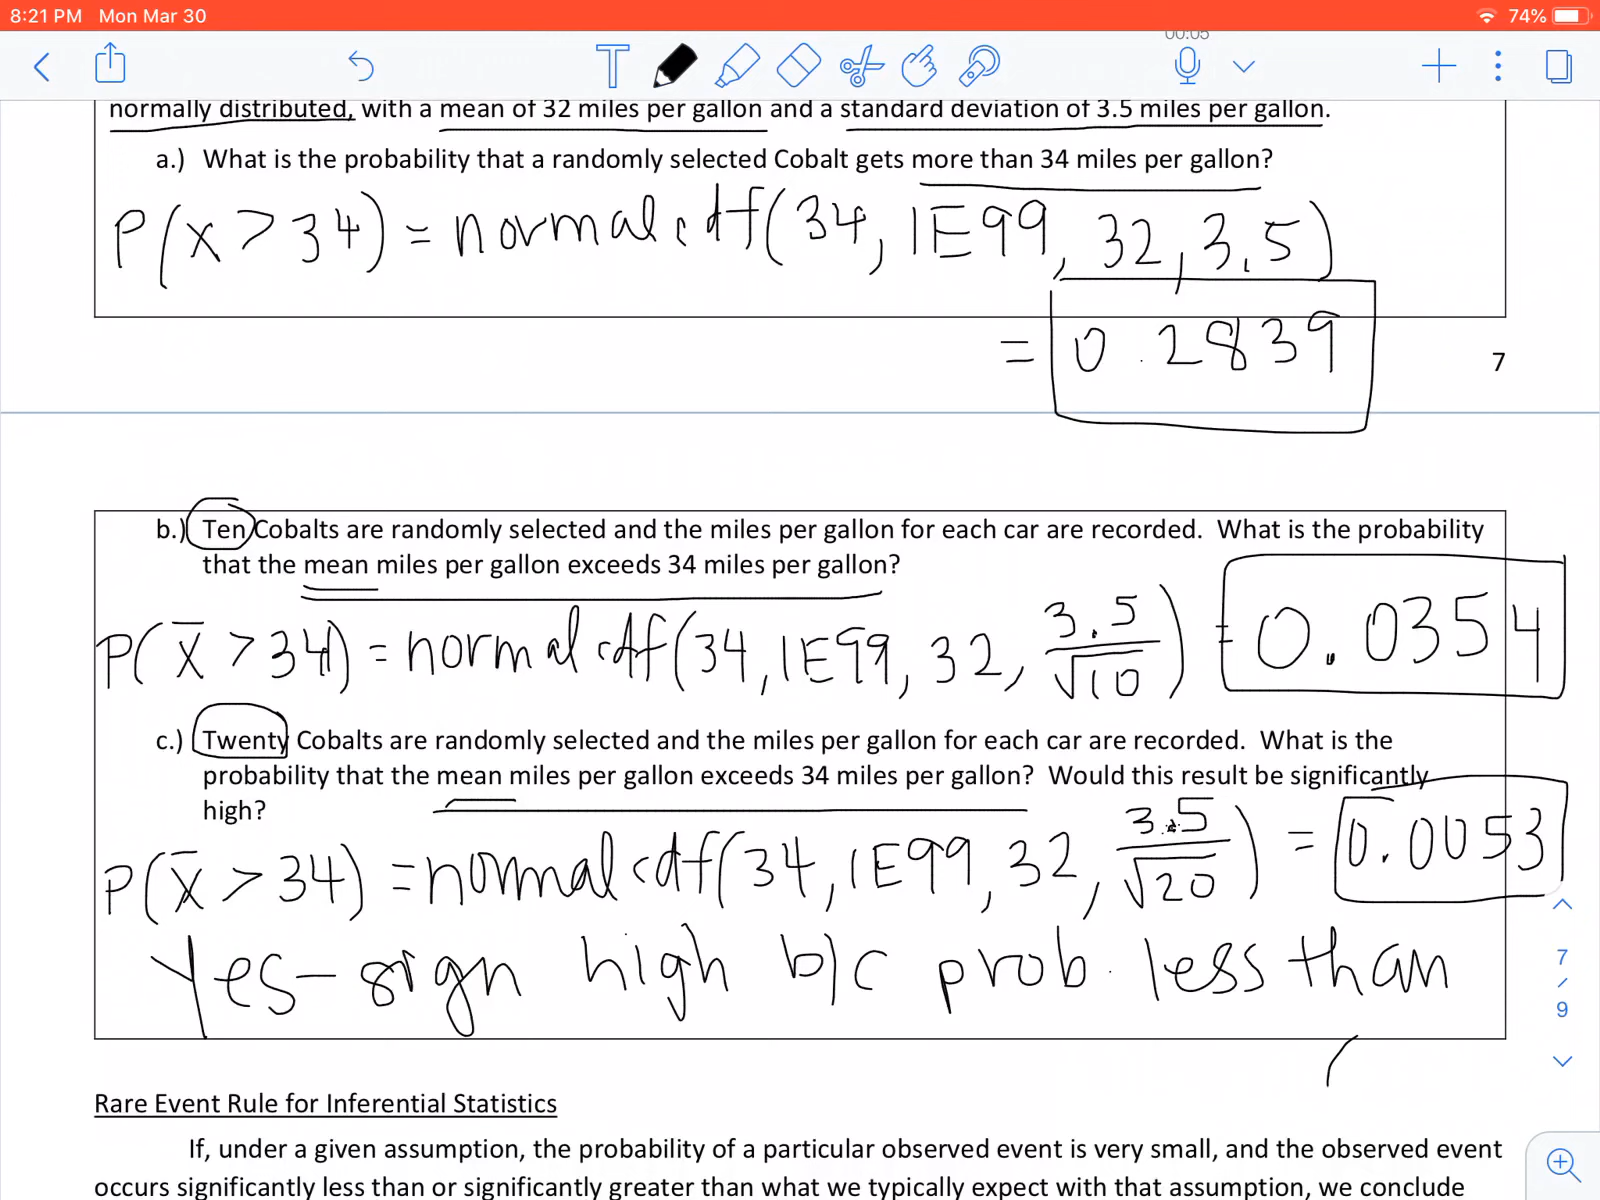 8:21 PM Mon Mar 30
74%
00:05
T
normally distributed, with a mean of 32 miles per gallon and a standard deviation of 3.5 miles per gallon.
a.) What is the probability that a randomly selected Cobalt gets more than 34 miles per gallon?
P(x > 34) = normalcdf(34, 1E99, 32, 3.5)
= 0.2839
7
b.) Ten Cobalts are randomly selected and the miles per gallon for each car are recorded. What is the probability
that the mean miles per gallon exceeds 34 miles per gallon?
P(x̄ > 34) = normalcdf(34, 1E99, 32, 3.5/√10) = 0.0354
c.) Twenty Cobalts are randomly selected and the miles per gallon for each car are recorded. What is the
probability that the mean miles per gallon exceeds 34 miles per gallon? Would this result be significantly
high?
P(x̄ > 34) = normalcdf(34, 1E99, 32, 3.5/√20) = 0.0053
Yes - sign high b/c prob. less than
7/9
Rare Event Rule for Inferential Statistics
If, under a given assumption, the probability of a particular observed event is very small, and the observed event
occurs significantly less than or significantly greater than what we typically expect with that assumption, we conclude